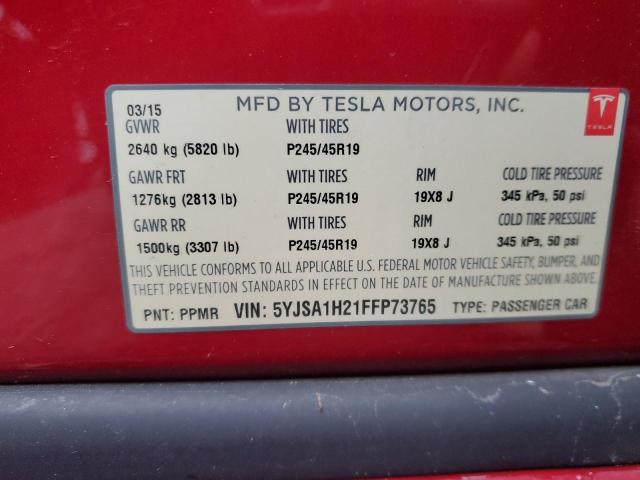 03/15 MFD BY TESLA MOTORS, INC.
GVWR WITH TIRES
2640 kg (5820 lb) P245/45R19
GAWR FRT WITH TIRES RIM COLD TIRE PRESSURE
1276kg (2813 lb) P245/45R19 19X8 J 345 kPa, 50 psi
GAWR RR WITH TIRES RIM COLD TIRE PRESSURE
1500kg (3307 lb) P245/45R19 19X8 J 345 kPa, 50 psi
THIS VEHICLE CONFORMS TO ALL APPLICABLE U.S. FEDERAL MOTOR VEHICLE SAFETY, BUMPER, AND
THEFT PREVENTION STANDARDS IN EFFECT ON THE DATE OF MANUFACTURE SHOWN ABOVE.
PNT: PPMR VIN: 5YJSA1H21FFP73765 TYPE: PASSENGER CAR
TESLA